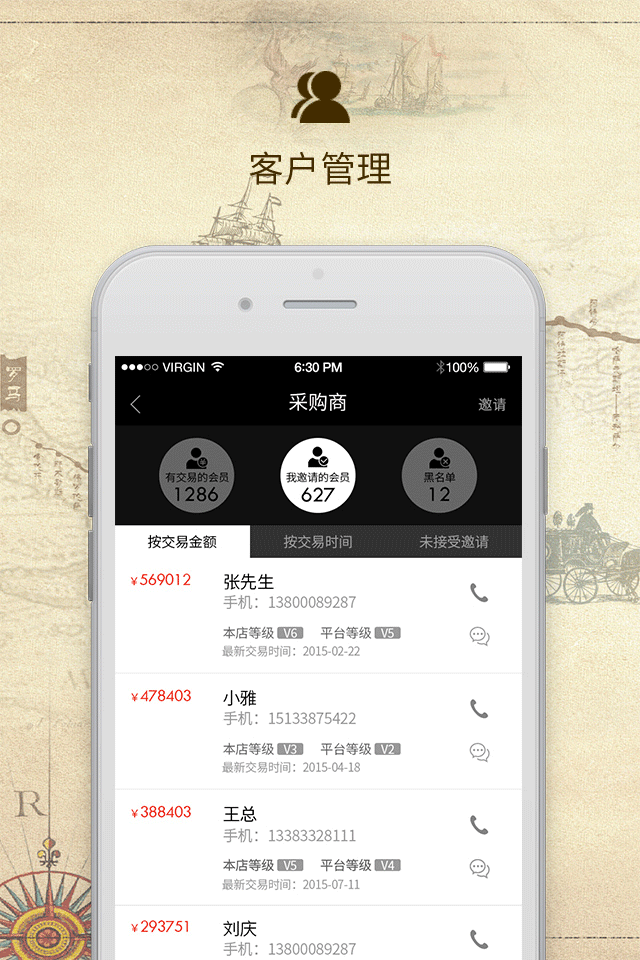 客户管理
罗马
VIRGIN
6:30 PM
100%
采购商
邀请
有交易的会员
1286
我邀请的会员
627
黑名单
12
按交易金额
按交易时间
未接受邀请
¥569012
张先生
手机：13800089287
本店等级 V6 平台等级 V5
最新交易时间：2015-02-22
¥478403
小雅
手机：15133875422
本店等级 V3 平台等级 V2
最新交易时间：2015-04-18
¥388403
王总
手机：13383328111
本店等级 V5 平台等级 V4
最新交易时间：2015-07-11
R
¥293751
刘庆
手机：13800089287